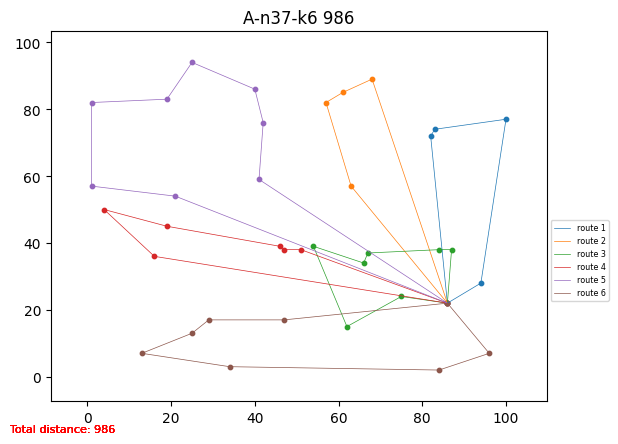 A-n37-k6 986
100
80
60
40
20
0
0 20 40 60 80 100
route 1
route 2
route 3
route 4
route 5
route 6
Total distance: 986